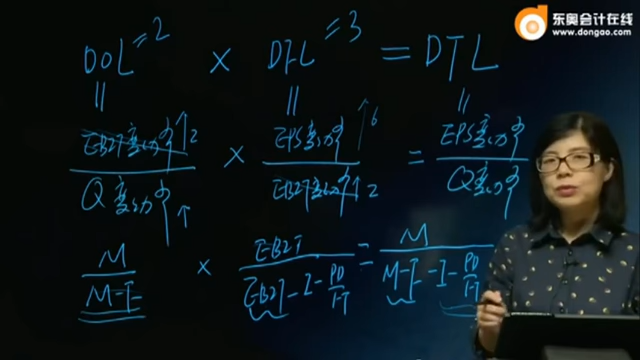 东奥会计在线
www.dongao.com
DOL=2 × DFL=3 = DTL
|| || ||
EBIT变动率↑2 / Q变动率↑ × EPS变动率↑6 / EBIT变动率↑2 = EPS变动率 / Q变动率
M / M-F × EBIT / EBIT-I-PD/1-T = M / M-F-I-PD/1-T